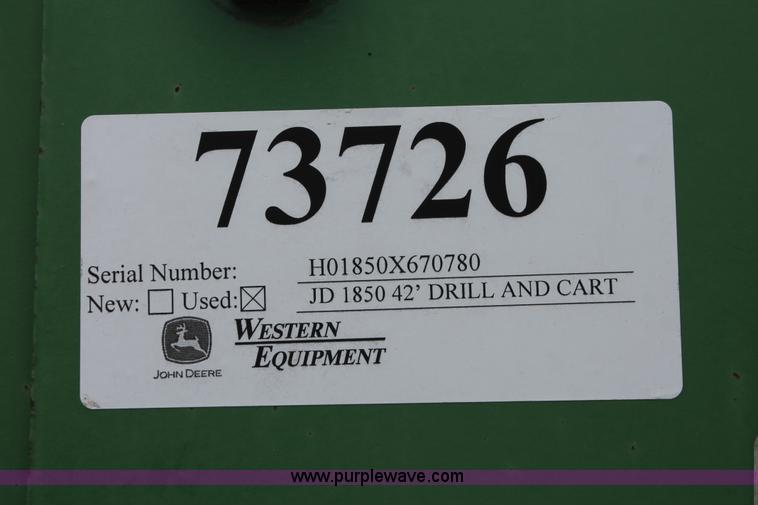 73726
Serial Number: H01850X670780
New: Used: JD 1850 42' DRILL AND CART
JOHN DEERE
WESTERN
EQUIPMENT
www.purplewave.com